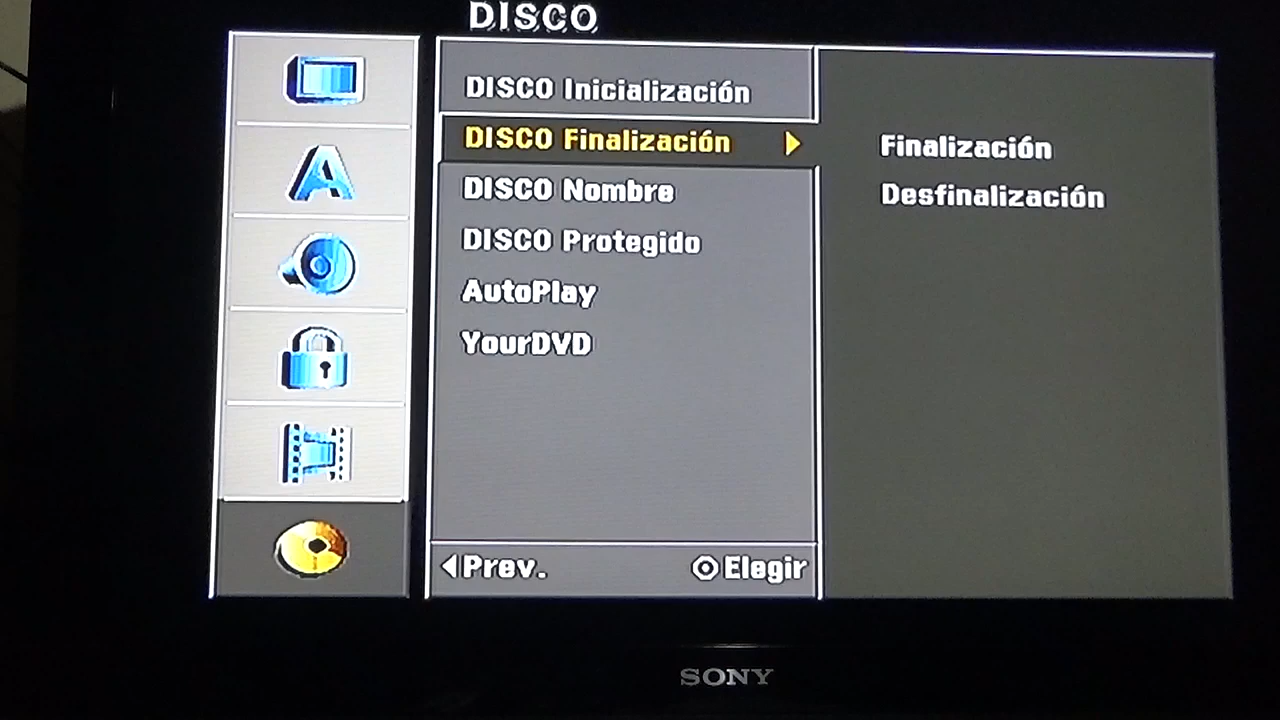 DISCO
DISCO Inicialización
DISCO Finalización
DISCO Nombre
DISCO Protegido
AutoPlay
YourDVD
Prev.
Elegir
Finalización
Desfinalización
SONY